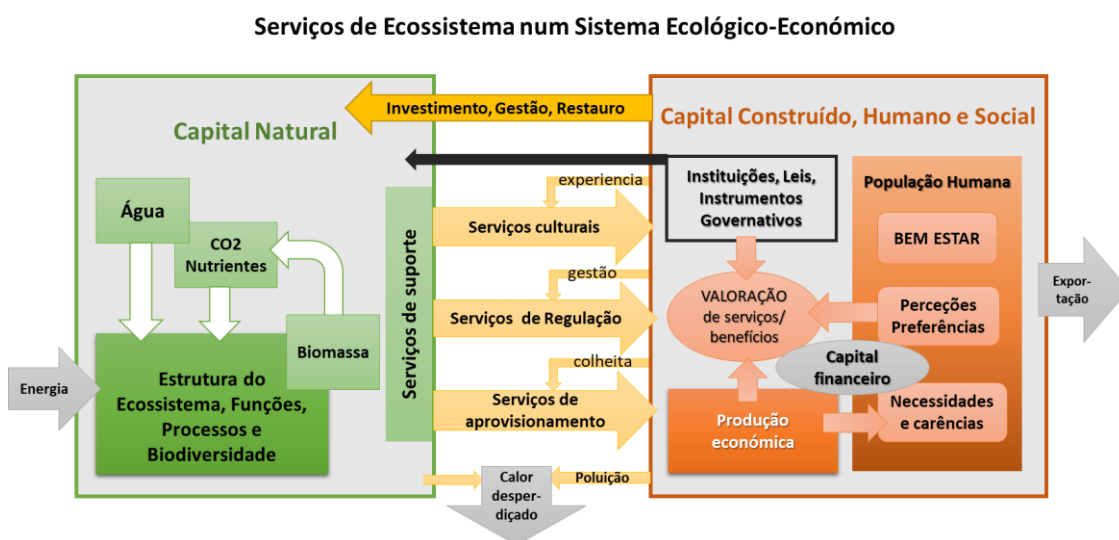 Serviços de Ecossistema num Sistema Ecológico-Económico
Investimento, Gestão, Restauro
Capital Natural
Capital Construído, Humano e Social
Água
CO2
Nutrientes
Biomassa
Energia
Estrutura do
Ecossistema, Funções,
Processos e
Biodiversidade
Serviços de suporte
experiencia
Serviços culturais
gestão
Serviços de Regulação
colheita
Serviços de
aprovisionamento
Calor
desper-
diçado
Poluição
Instituições, Leis,
Instrumentos
Governativos
VALORAÇÃO
de serviços/
benefícios
Produção
económica
População Humana
BEM ESTAR
Perceções
Preferências
Capital
financeiro
Necessidades
e carências
Expor-
tação